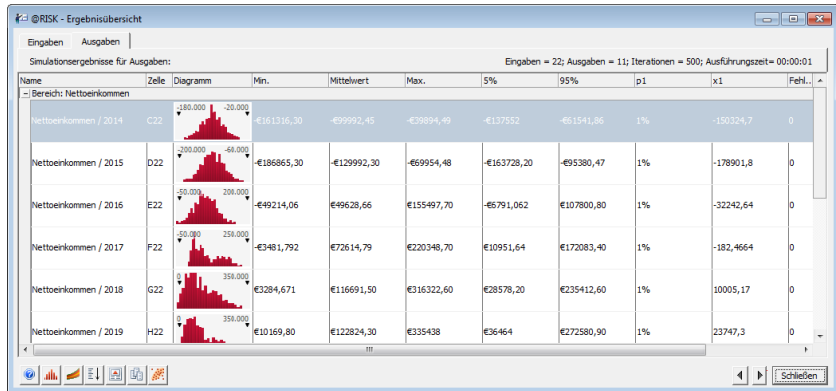 @RISK - Ergebnisübersicht
Eingaben Ausgaben
Simulationsergebnisse für Ausgaben: Eingaben = 22; Ausgaben = 11; Iterationen = 500; Ausführungszeit= 00:00:01
Name Zelle Diagramm Min. Mittelwert Max. 5% 95% p1 x1 Fehl..
Bereich: Nettoeinkommen
-180.000 -20.000
Nettoeinkommen / 2014 C22 -€161316,30 -€99992,45 -€39894,49 -€137552 -€61541,86 1% -150324,7 0
-200.000 -60.000
Nettoeinkommen / 2015 D22 -€186865,30 -€129992,30 -€69954,48 -€163728,20 -€95380,47 1% -178901,8 0
-50.000 200.000
Nettoeinkommen / 2016 E22 -€49214,06 €49628,66 €155497,70 -€6791,062 €107800,80 1% -32242,64 0
-50.000 250.000
Nettoeinkommen / 2017 F22 -€3481,792 €72614,79 €220348,70 €10951,64 €172083,40 1% -182,4664 0
0 350.000
Nettoeinkommen / 2018 G22 €3284,671 €116691,50 €316322,60 €28578,20 €235412,60 1% 10005,17 0
0 350.000
Nettoeinkommen / 2019 H22 €10169,80 €122824,30 €335438 €36464 €272580,90 1% 23747,3 0
Schließen